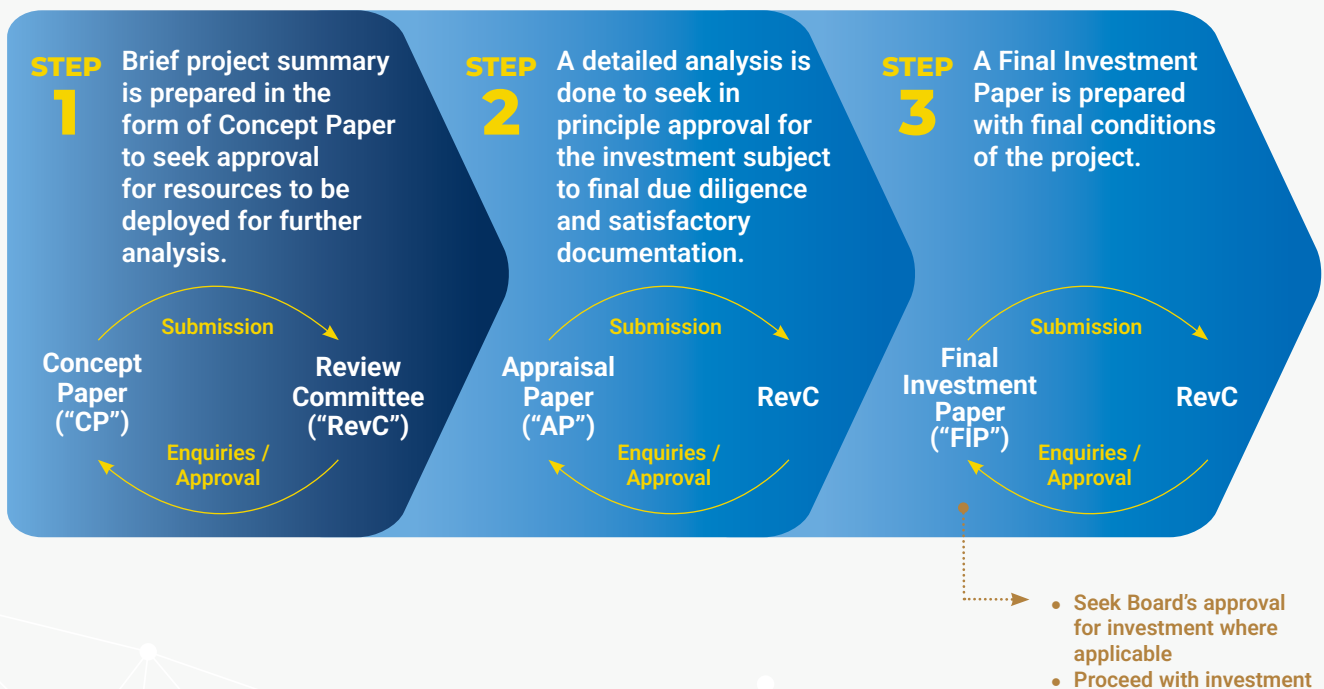 STEP
1
Brief project summary
is prepared in the
form of Concept Paper
to seek approval
for resources to be
deployed for further
analysis.
Submission
Concept
Paper
(“CP”)
Review
Committee
(“RevC”)
Enquiries /
Approval
STEP
2
A detailed analysis is
done to seek in
principle approval for
the investment subject
to final due diligence
and satisfactory
documentation.
Submission
Appraisal
Paper
(“AP”)
RevC
Enquiries /
Approval
STEP
3
A Final Investment
Paper is prepared
with final conditions
of the project.
Submission
Final
Investment
Paper
(“FIP”)
RevC
Enquiries /
Approval
• Seek Board’s approval
for investment where
applicable
• Proceed with investment